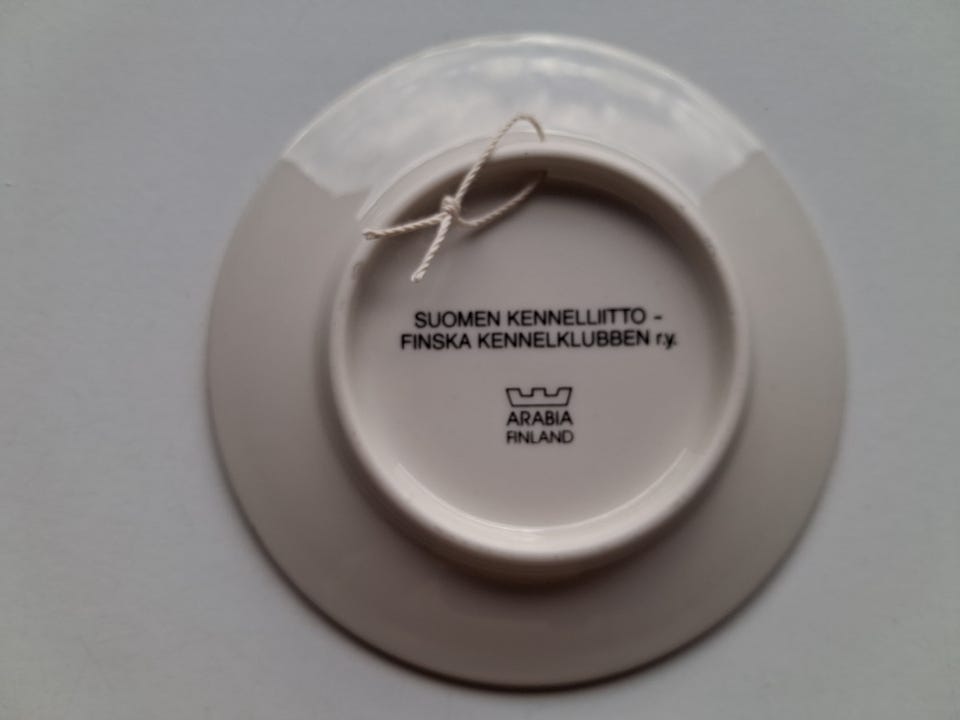 SUOMEN KENNELLIITTO -
FINSKA KENNELKLUBBEN r.y.
ARABIA
FINLAND